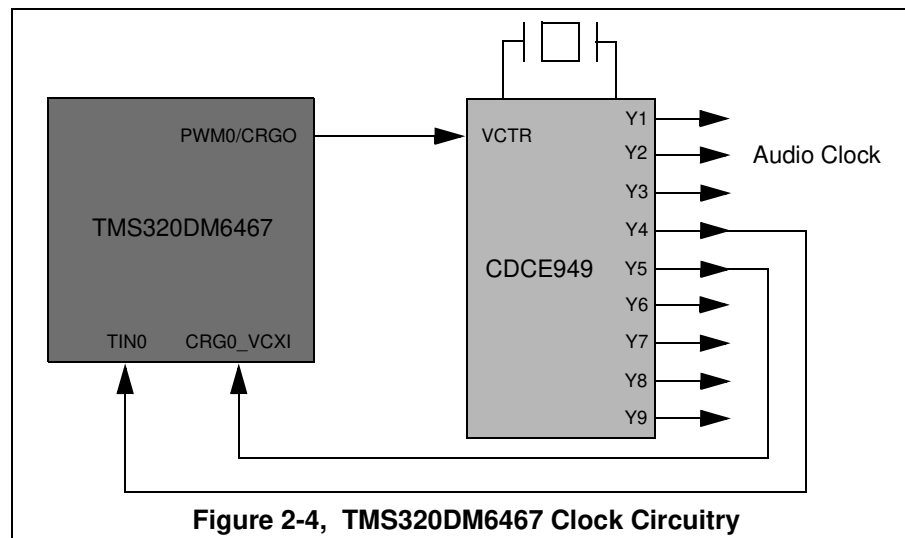 PWM0/CRGO
TMS320DM6467
TIN0 CRG0_VCXI
VCTR
CDCE949
Y1
Y2
Y3
Y4
Y5
Y6
Y7
Y8
Y9
Audio Clock
Figure 2-4, TMS320DM6467 Clock Circuitry